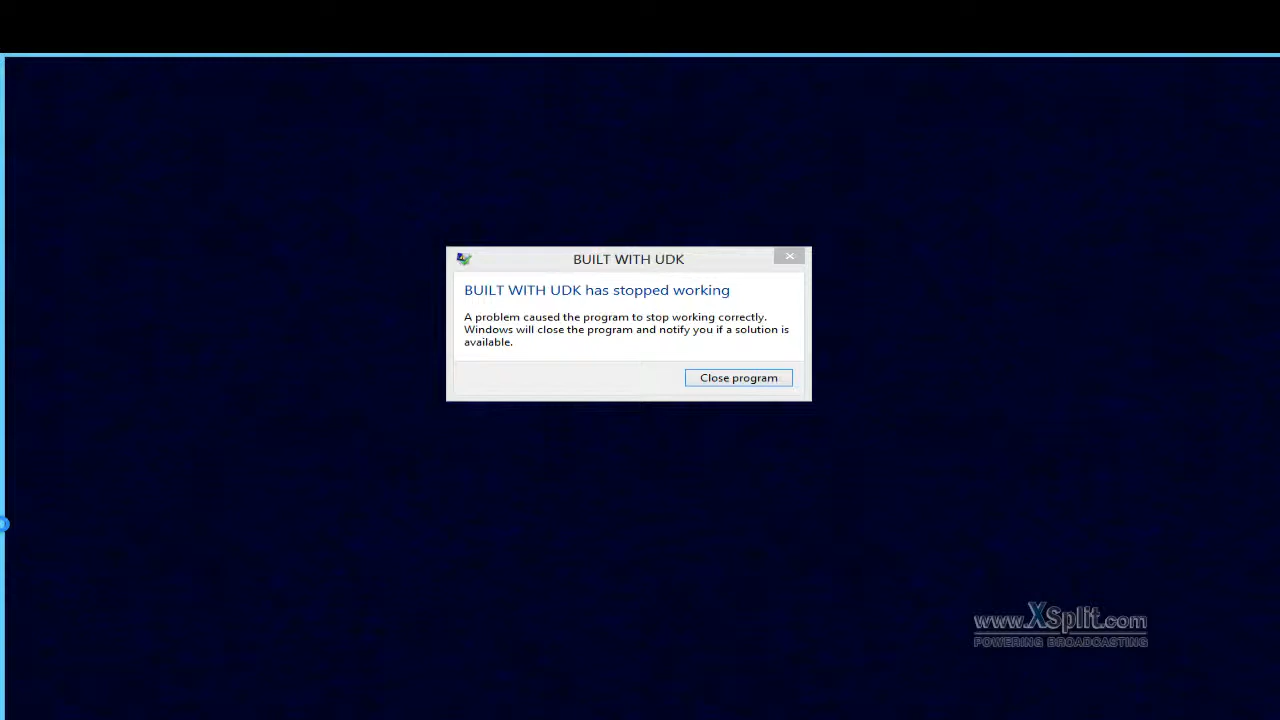 BUILT WITH UDK
BUILT WITH UDK has stopped working
A problem caused the program to stop working correctly.
Windows will close the program and notify you if a solution is
available.
Close program
www.XSplit.com
POWERING BROADCASTING